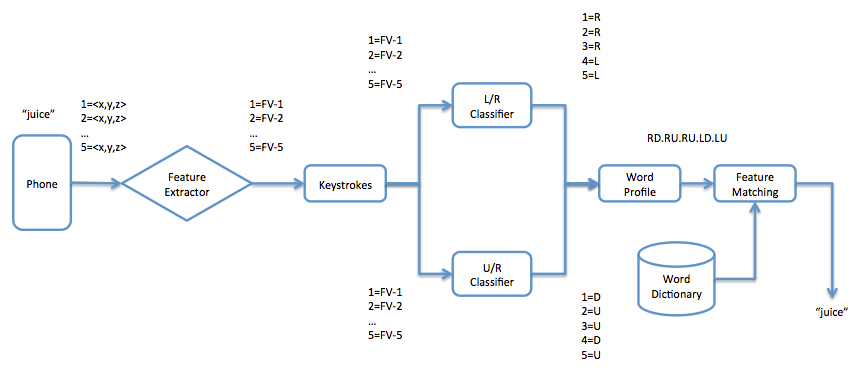 “juice”
1=<x,y,z>
2=<x,y,z>
...
5=<x,y,z>
Phone
Feature
Extractor
1=FV-1
2=FV-2
...
5=FV-5
Keystrokes
1=FV-1
2=FV-2
...
5=FV-5
L/R
Classifier
1=R
2=R
3=R
4=L
5=L
1=FV-1
2=FV-2
...
5=FV-5
U/R
Classifier
1=D
2=U
3=U
4=D
5=U
RD.RU.RU.LD.LU
Word
Profile
Feature
Matching
Word
Dictionary
“juice”